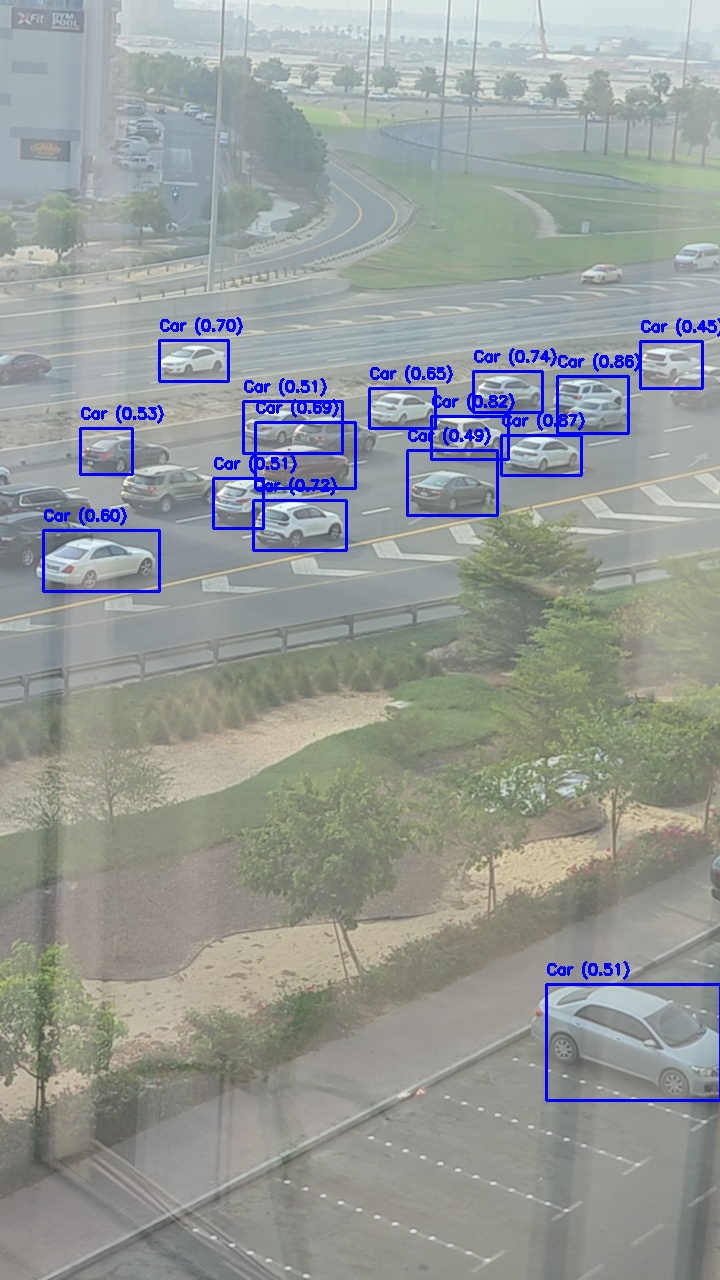 XFit GYM
POOL
Car (0.70)
Car (0.45)
Car (0.74)
Car (0.86)
Car (0.65)
Car (0.51)
Car (0.82)
Car (0.69)
Car (0.53)
Car (0.87)
Car (0.49)
Car (0.51)
Car (0.72)
Car (0.60)
Car (0.51)